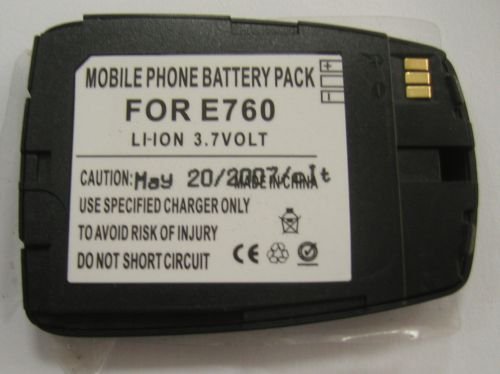 MOBILE PHONE BATTERY PACK
FOR E760
LI-ION 3.7VOLT
CAUTION: May 20/2007/mlt
MADE IN CHINA
USE SPECIFIED CHARGER ONLY
TO AVOID RISK OF INJURY
DO NOT SHORT CIRCUIT
CE
+
-